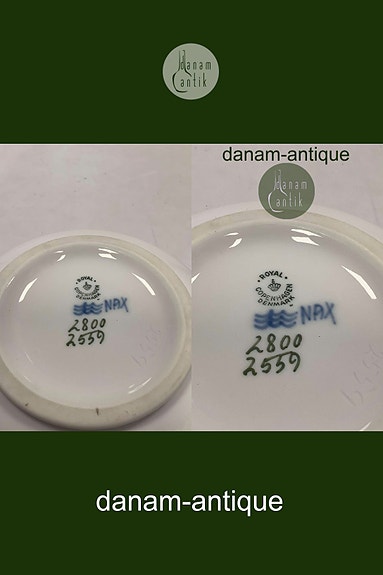 danam
antik
danam-antique
danam
antik
ROYAL
COPENHAGEN
DENMARK
NAX
2800
2559
ROYAL
COPENHAGEN
DENMARK
NAX
2800
2559
danam-antique